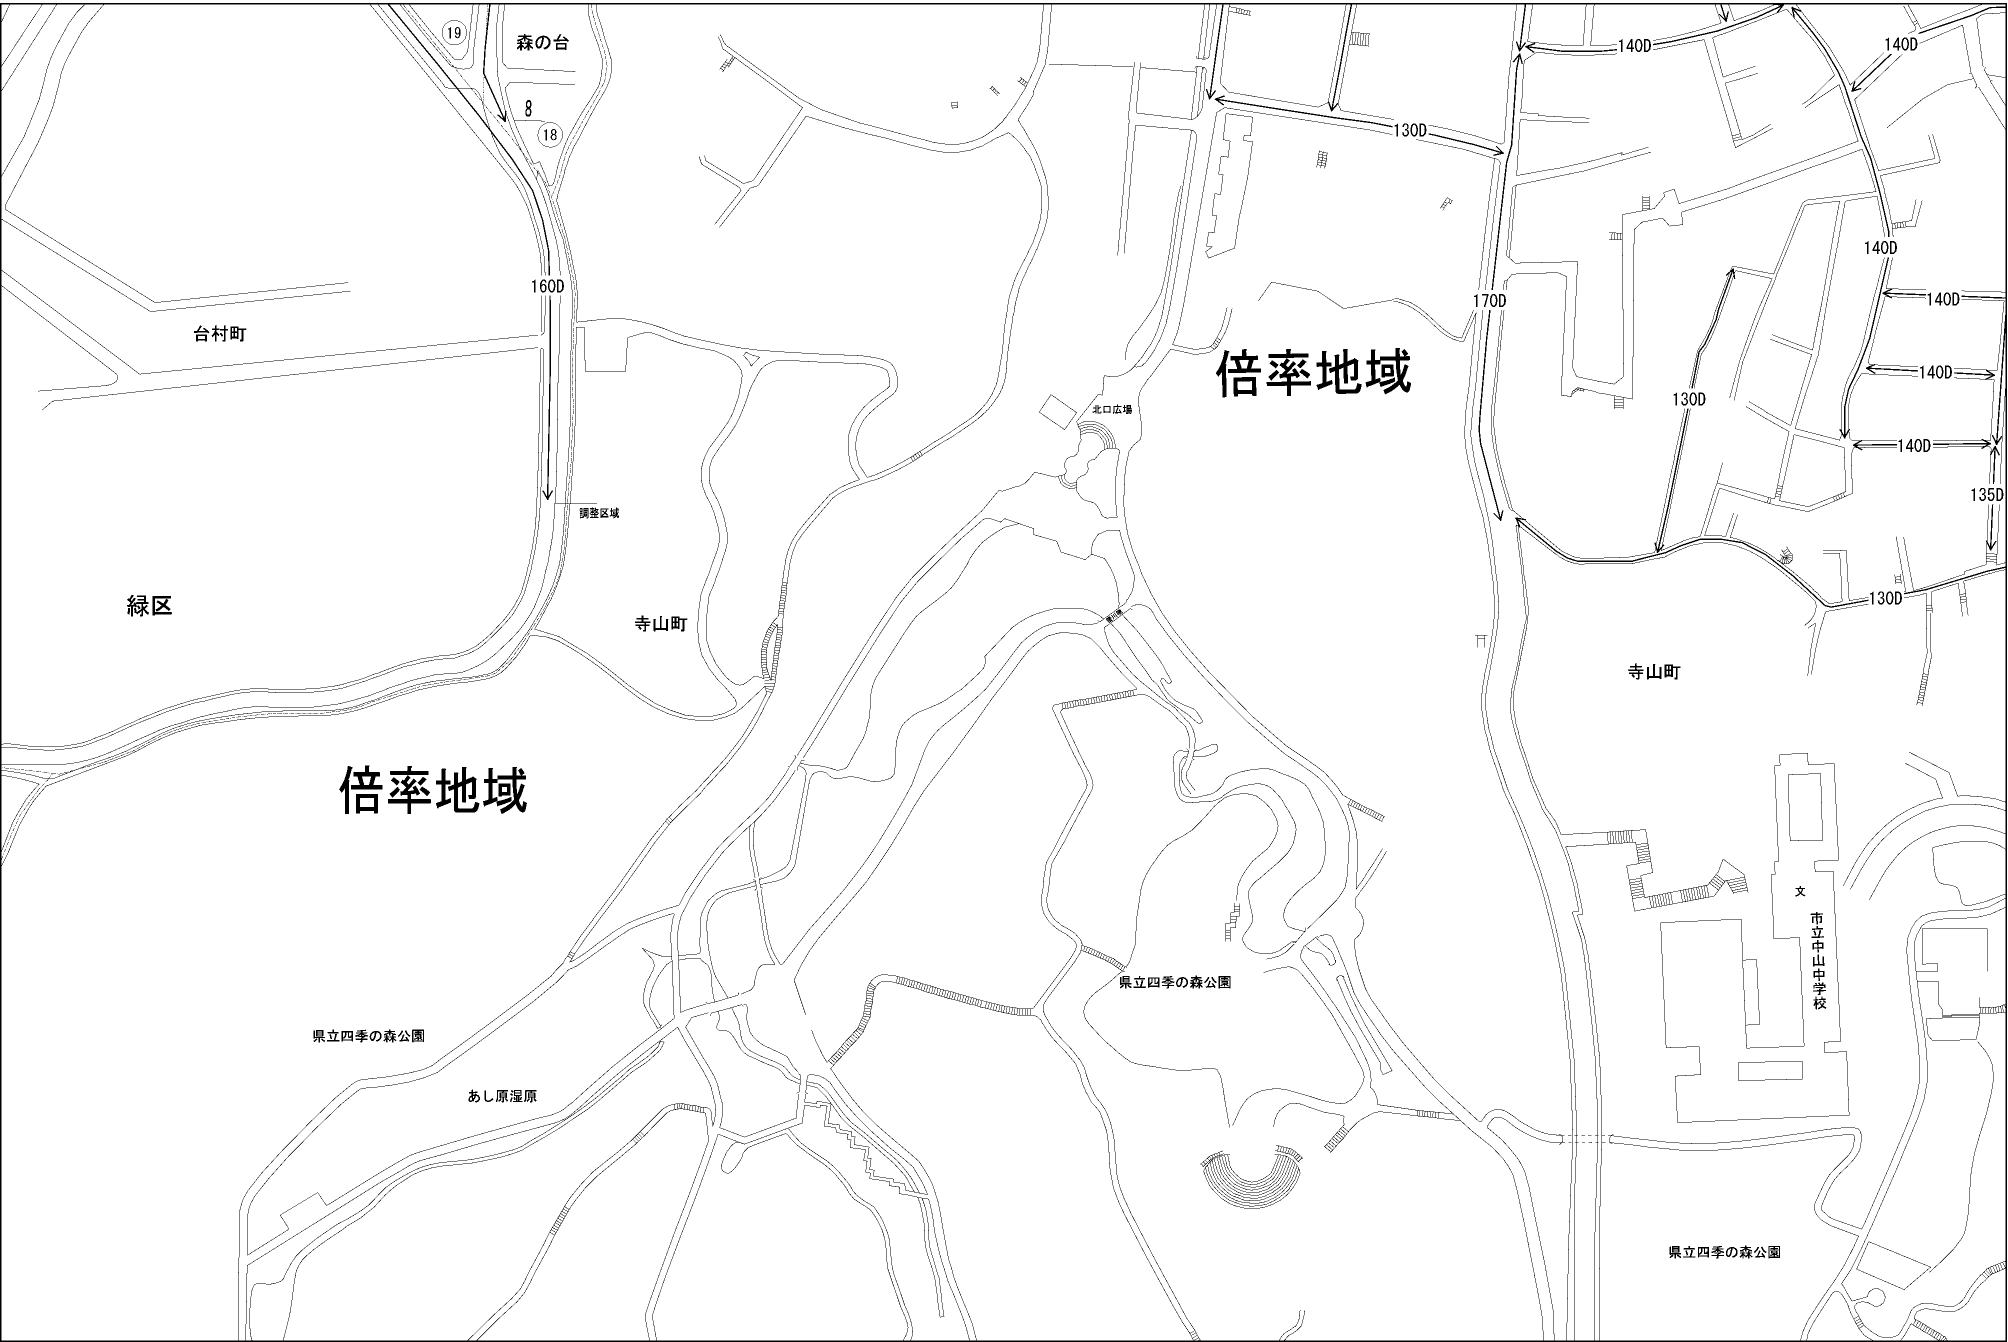 19
森の台
8
18
140D
140D
130D
140D
160D
170D
140D
台村町
倍率地域
140D
130D
北口広場
140D
135D
調整区域
緑区
寺山町
130D
寺山町
倍率地域
文
市立中山中学校
県立四季の森公園
県立四季の森公園
あし原湿原
県立四季の森公園